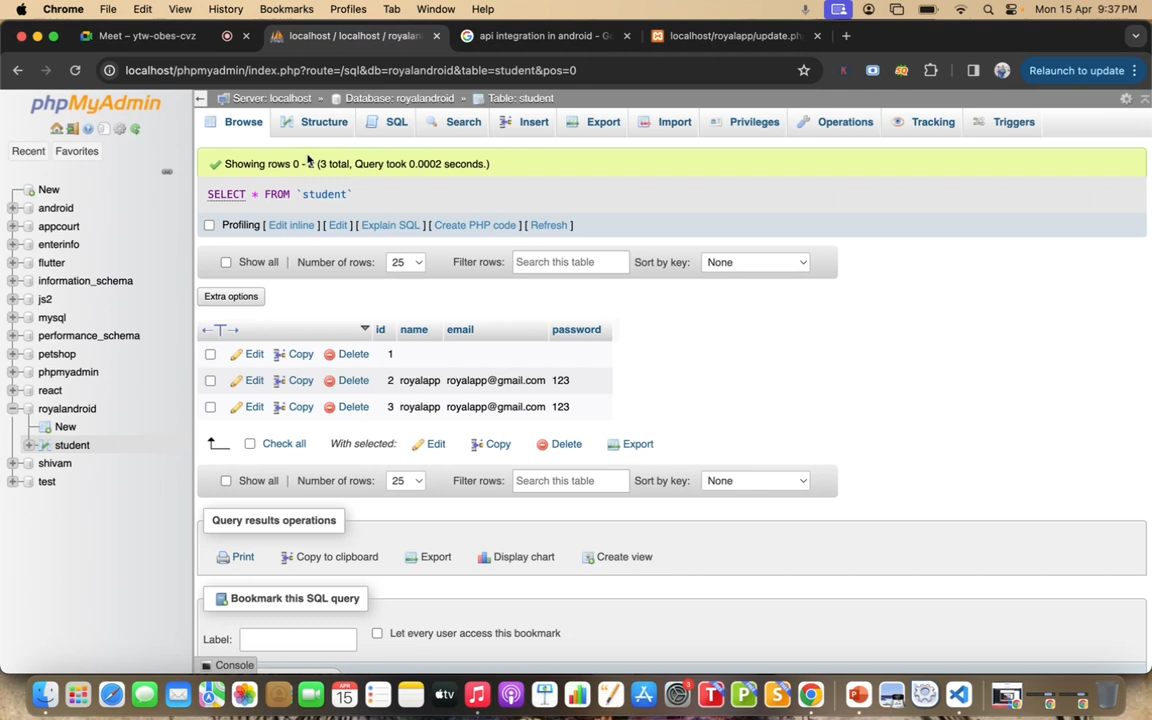 Chrome File Edit View History Bookmarks Profiles Tab Window Help Mon 15 Apr 9:37 PM
Meet – ytw-obes-cvz localhost / localhost / royalan api integration in android - Go localhost/royalapp/update.ph
localhost/phpmyadmin/index.php?route=/sql&db=royalandroid&table=student&pos=0 Relaunch to update
phpMyAdmin
Recent Favorites
New
android
appcourt
enterinfo
flutter
information_schema
js2
mysql
performance_schema
petshop
phpmyadmin
react
royalandroid
New
student
shivam
test
Server: localhost » Database: royalandroid » Table: student
Browse Structure SQL Search Insert Export Import Privileges Operations Tracking Triggers
Showing rows 0 - (3 total, Query took 0.0002 seconds.)
SELECT * FROM `student`
Profiling [ Edit inline ] [ Edit ] [ Explain SQL ] [ Create PHP code ] [ Refresh ]
Show all | Number of rows: 25 Filter rows: Search this table Sort by key: None
Extra options
←T→ id name email password
Edit Copy Delete 1
Edit Copy Delete 2 royalapp royalapp@gmail.com 123
Edit Copy Delete 3 royalapp royalapp@gmail.com 123
Check all With selected: Edit Copy Delete Export
Show all | Number of rows: 25 Filter rows: Search this table Sort by key: None
Query results operations
Print Copy to clipboard Export Display chart Create view
Bookmark this SQL query
Label: Let every user access this bookmark
Console